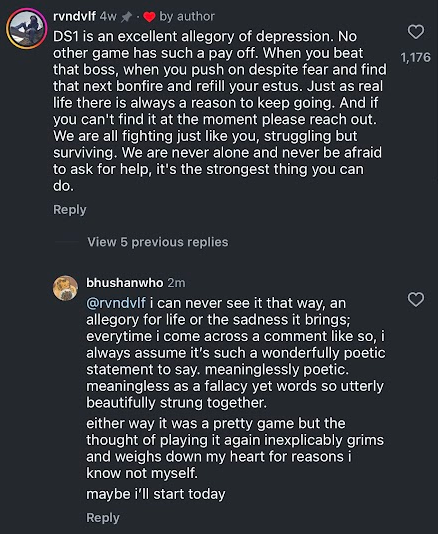 rvndvlf 4w · by author
DS1 is an excellent allegory of depression. No
other game has such a pay off. When you beat
that boss, when you push on despite fear and find
that next bonfire and refill your estus. Just as real
life there is always a reason to keep going. And if
you can't find it at the moment please reach out.
We are all fighting just like you, struggling but
surviving. We are never alone and never be afraid
to ask for help, it's the strongest thing you can
do.
1,176
Reply
View 5 previous replies
bhushanwho 2m
@rvndvlf i can never see it that way, an
allegory for life or the sadness it brings;
everytime i come across a comment like so, i
always assume it's such a wonderfully poetic
statement to say. meaninglessly poetic.
meaningless as a fallacy yet words so utterly
beautifully strung together.
either way it was a pretty game but the
thought of playing it again inexplicably grims
and weighs down my heart for reasons i
know not myself.
maybe i'll start today
Reply